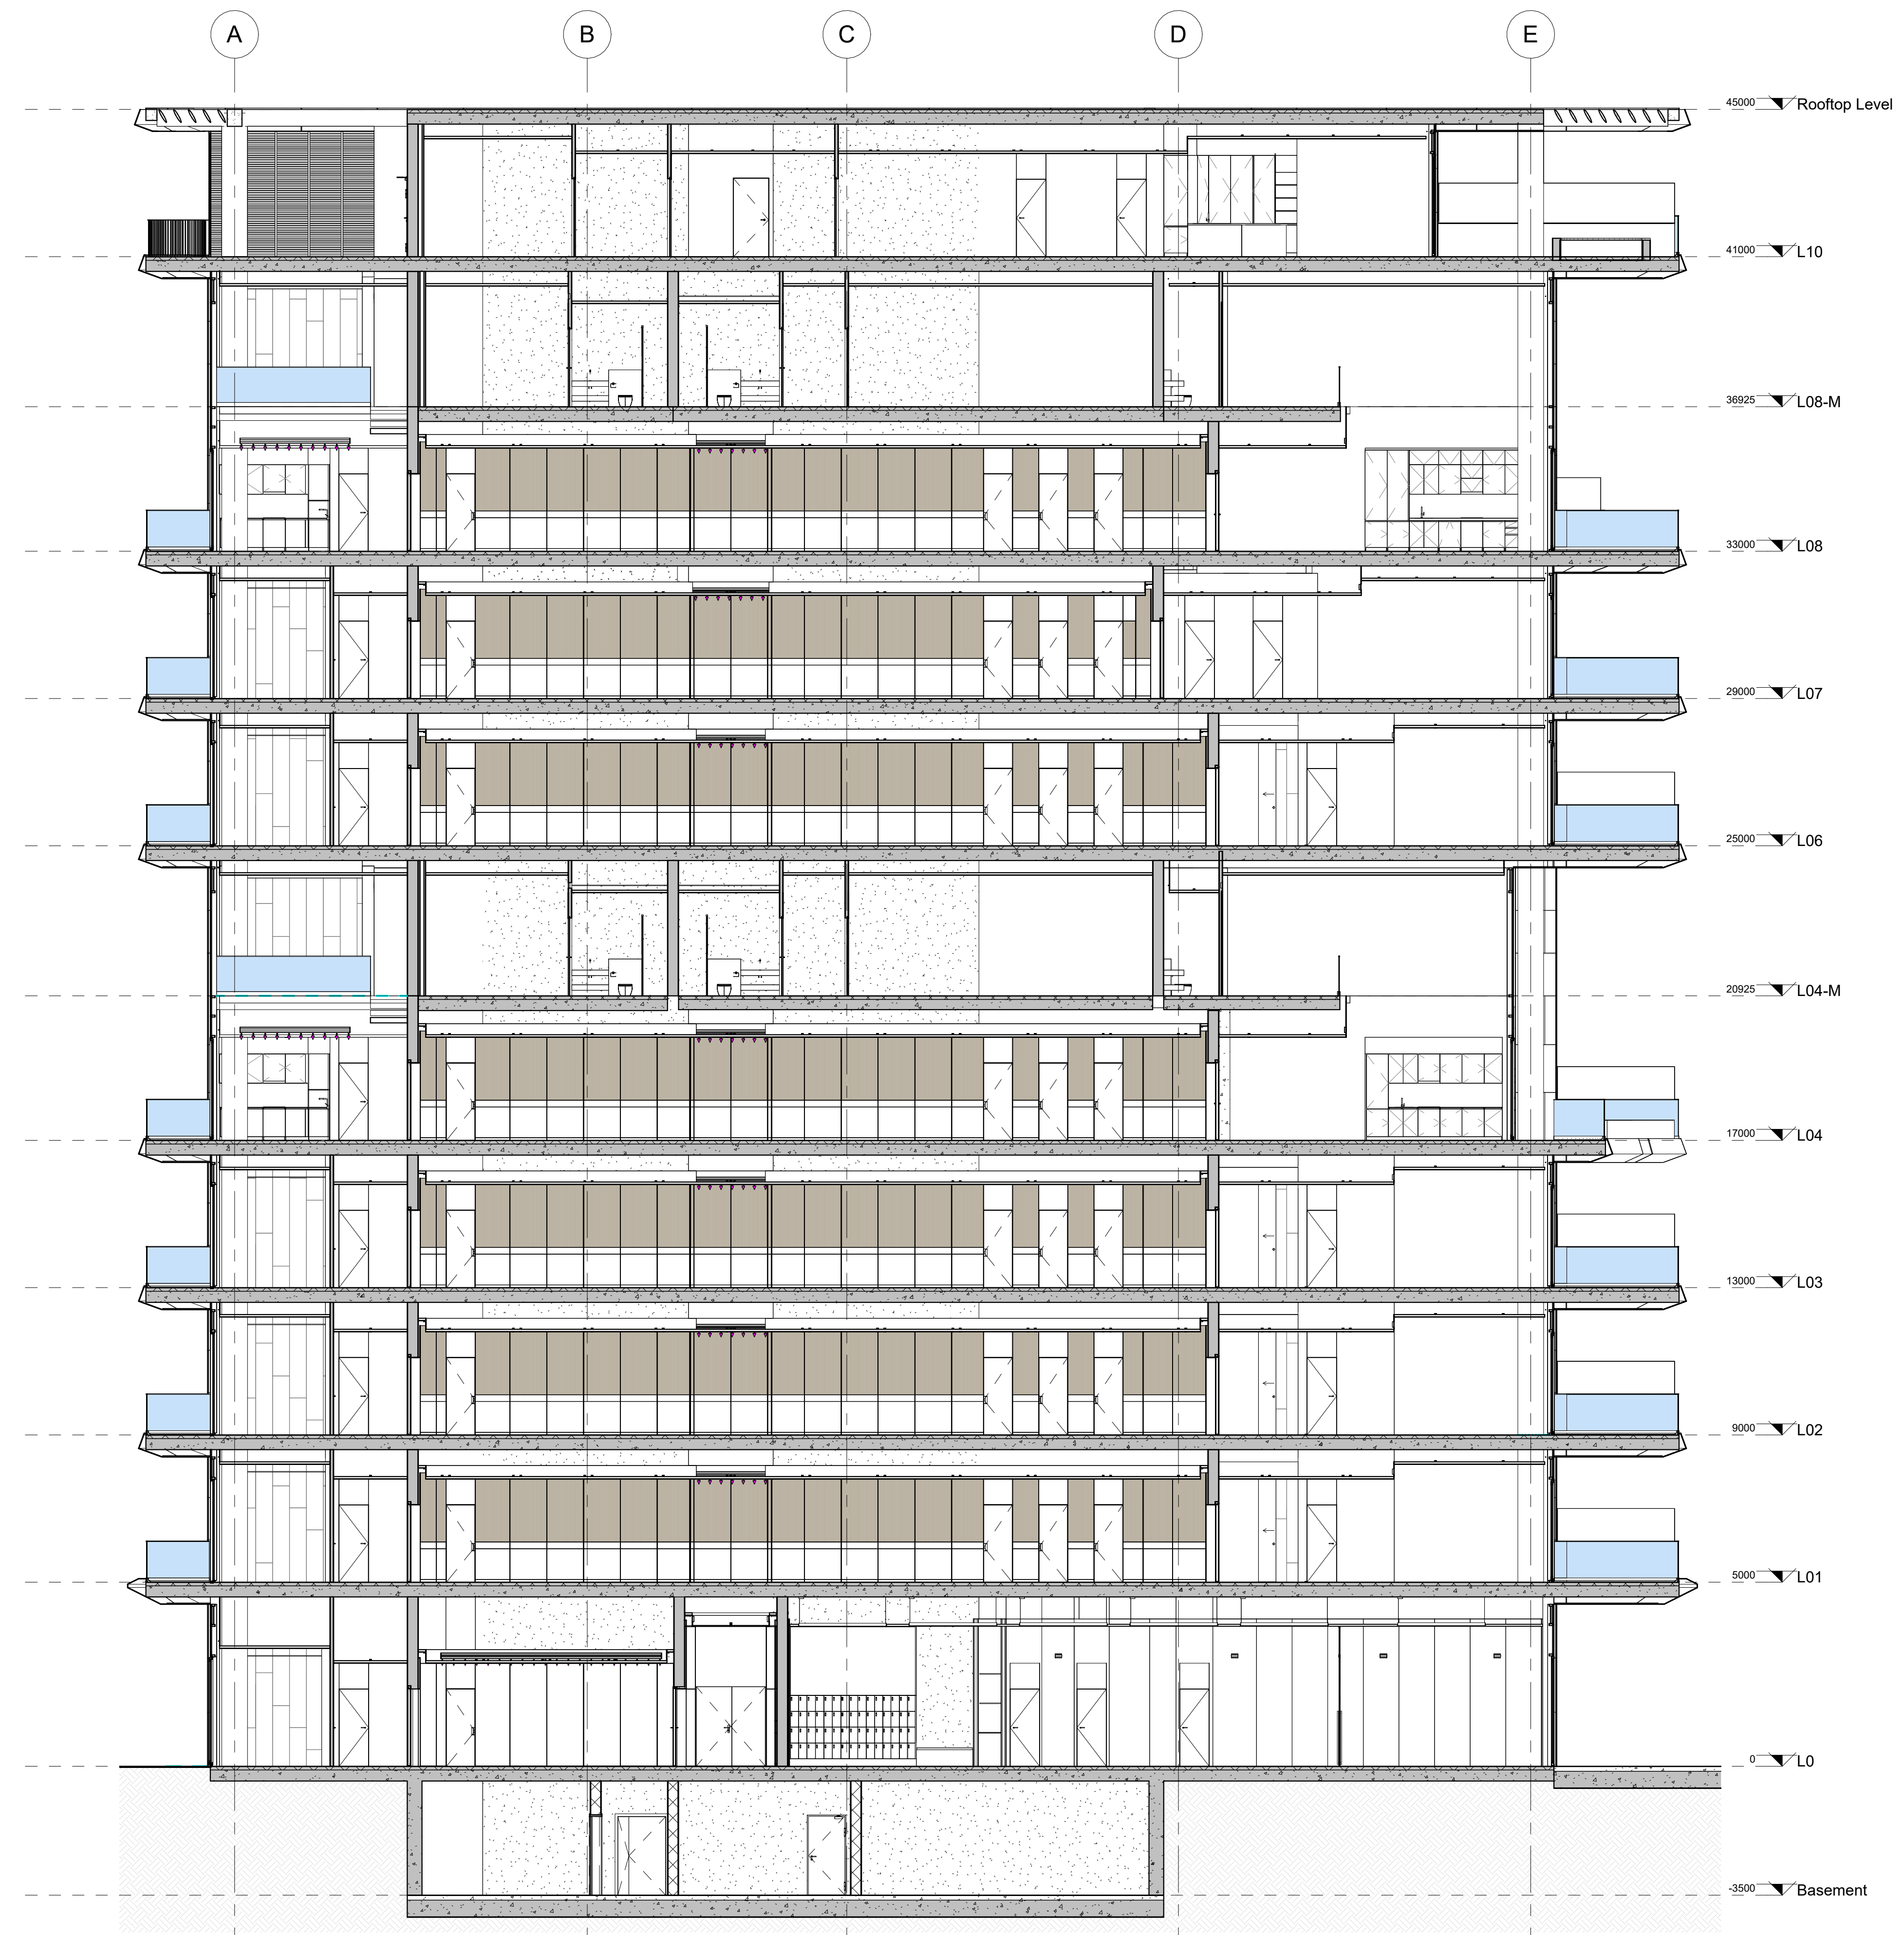 A B C D E
45000 Rooftop Level
41000 L10
36925 L08-M
33000 L08
29000 L07
25000 L06
20925 L04-M
17000 L04
13000 L03
9000 L02
5000 L01
0 L0
-3500 Basement